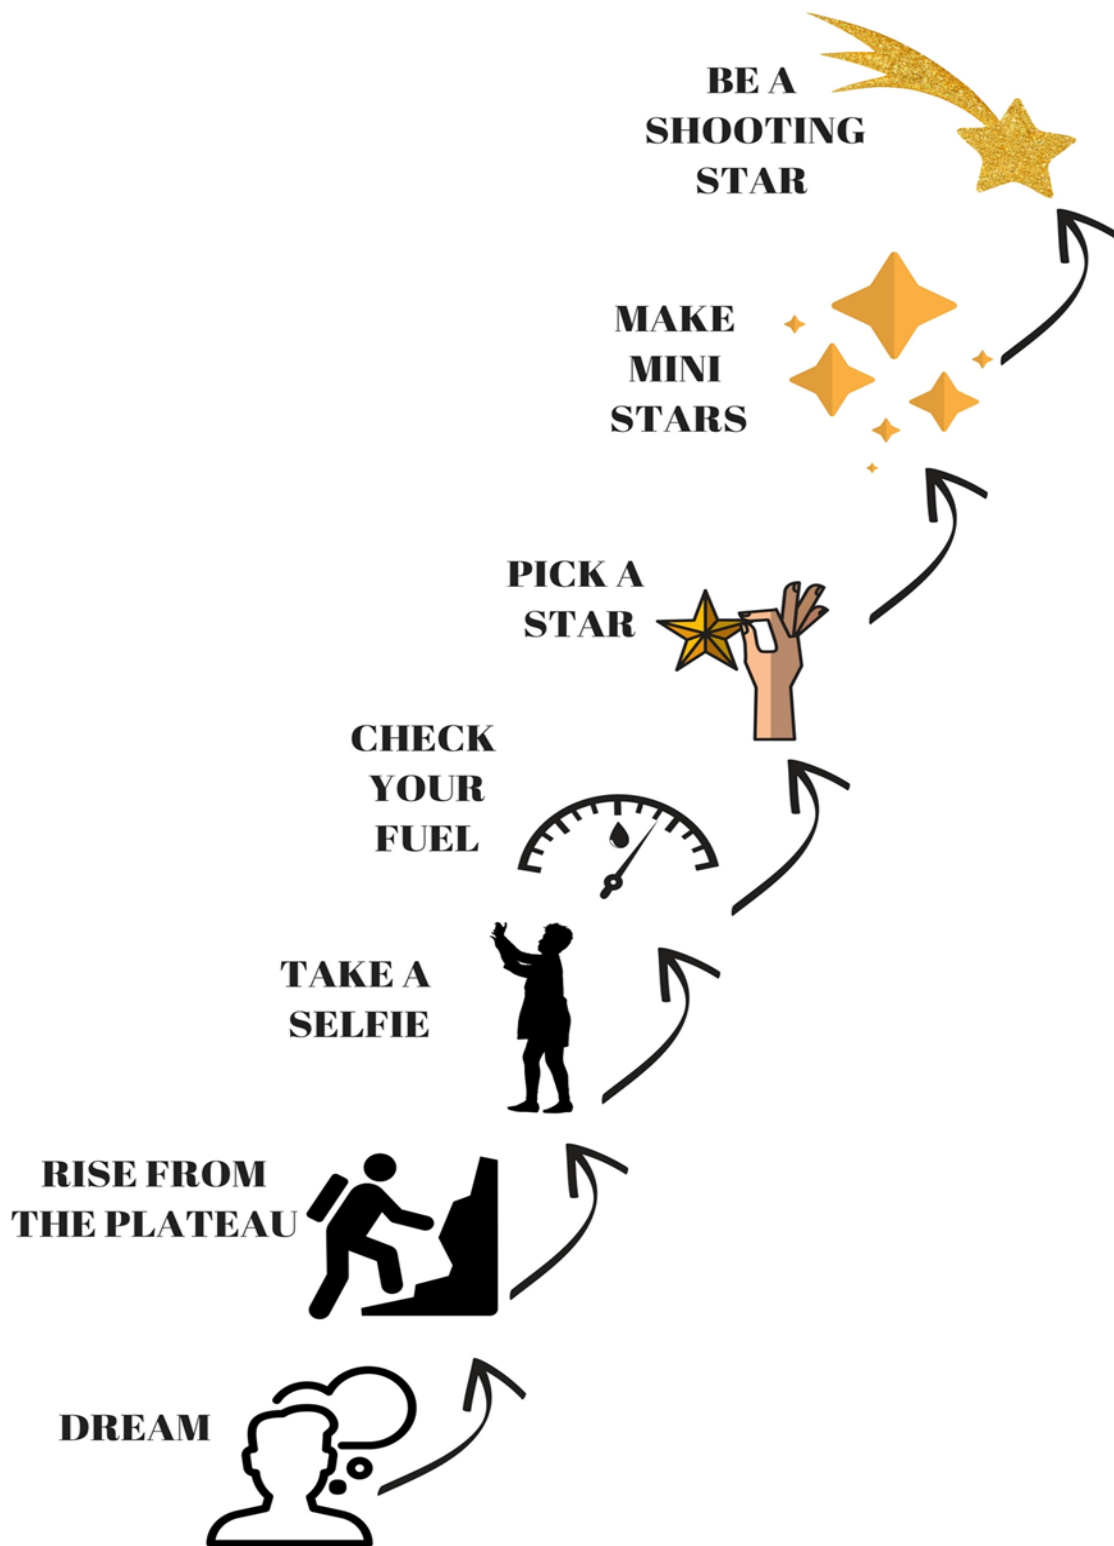 BE A
SHOOTING
STAR
MAKE
MINI
STARS
PICK A
STAR
CHECK
YOUR
FUEL
TAKE A
SELFIE
RISE FROM
THE PLATEAU
DREAM